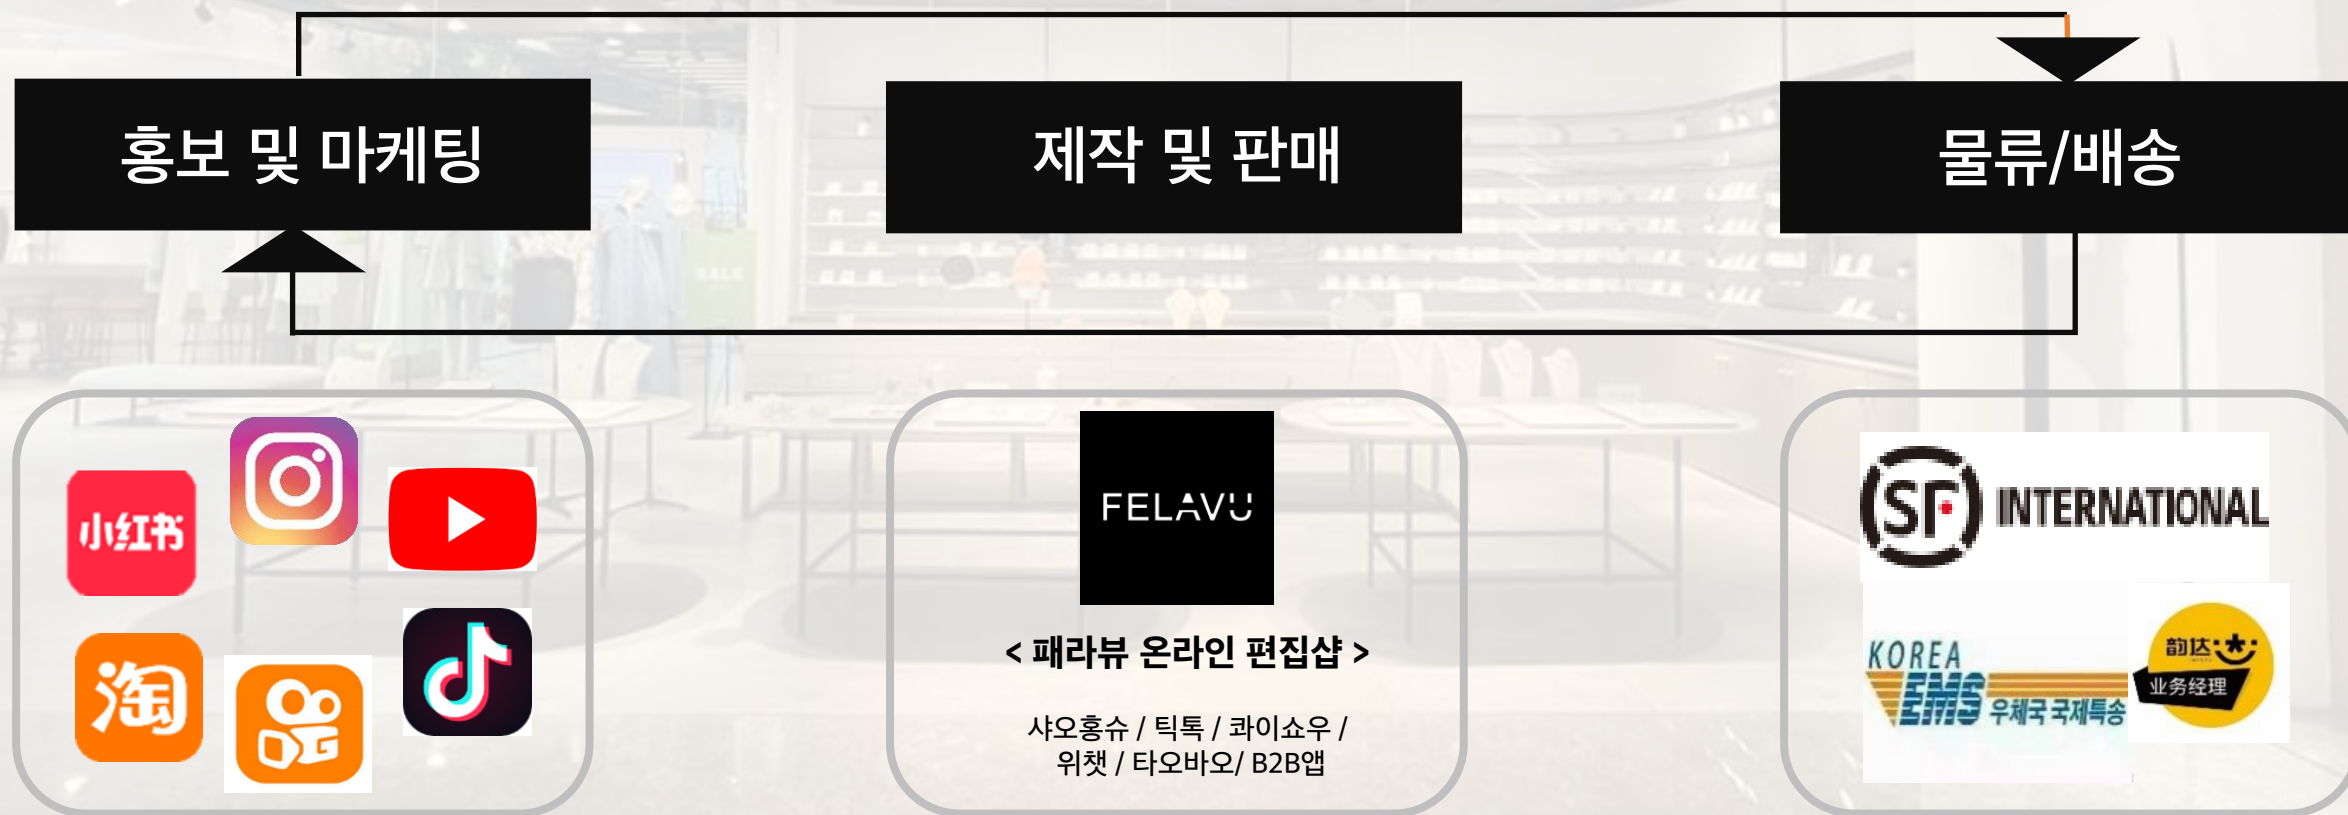 홍보 및 마케팅
제작 및 판매
물류/배송
SALE
小红书
淘
FELAVU
< 패라뷰 온라인 편집샵 >
샤오홍슈 / 틱톡 / 콰이쇼우 /
위챗 / 타오바오/ B2B앱
SF INTERNATIONAL
KOREA
EMS 우체국 국제특송
韵达
业务经理